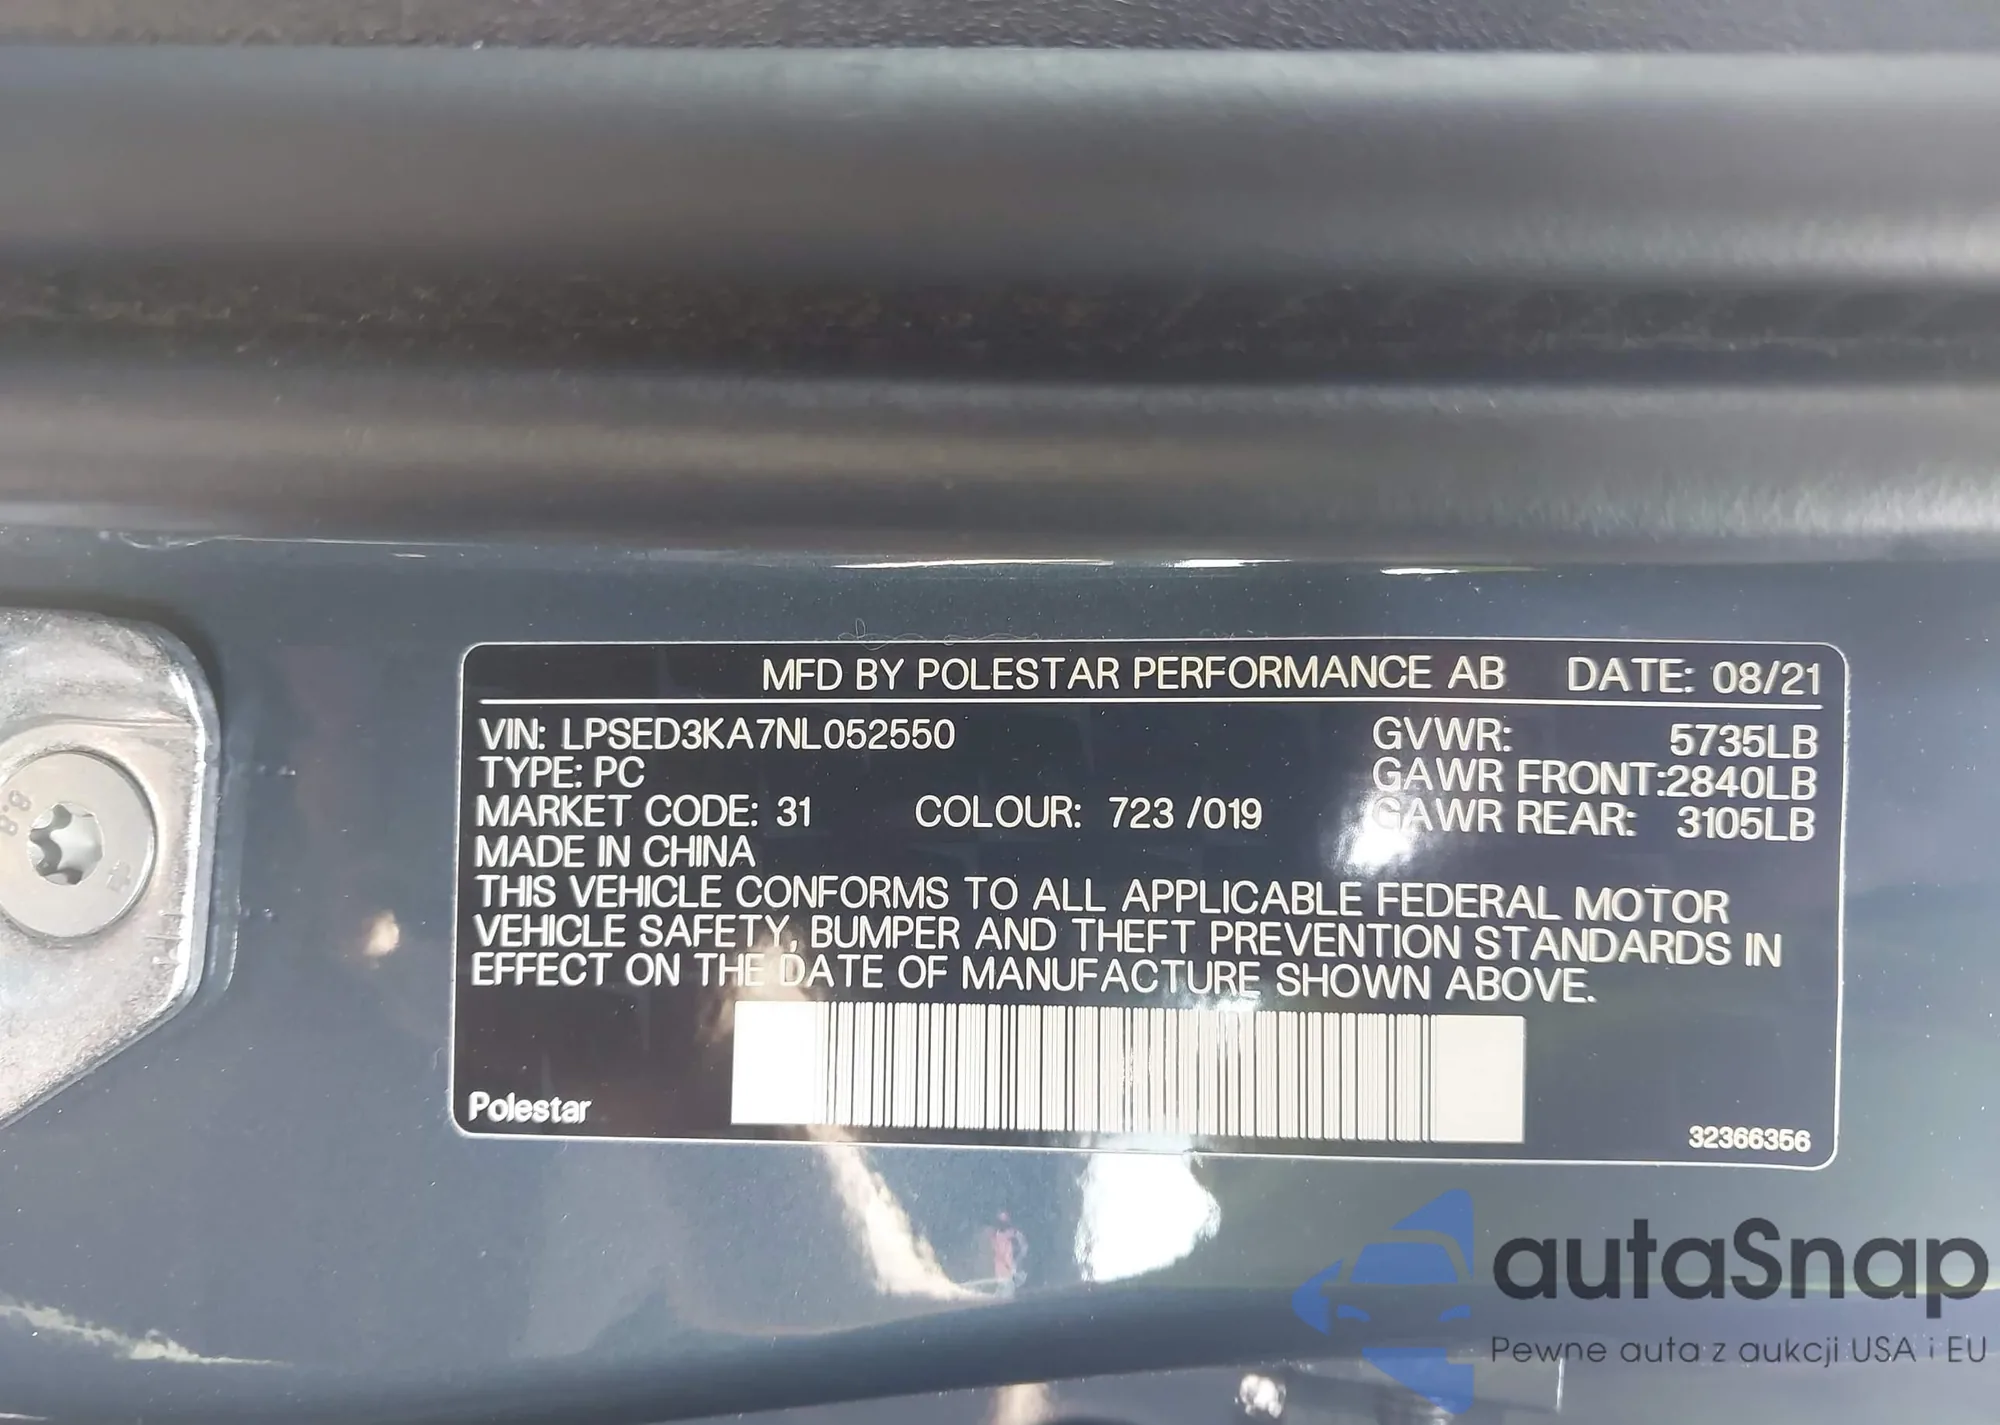 MFD BY POLESTAR PERFORMANCE AB DATE: 08/21
VIN: LPSED3KA7NL052550 GVWR: 5735LB
TYPE: PC GAWR FRONT:2840LB
MARKET CODE: 31 COLOUR: 723 /019 GAWR REAR: 3105LB
MADE IN CHINA
THIS VEHICLE CONFORMS TO ALL APPLICABLE FEDERAL MOTOR
VEHICLE SAFETY, BUMPER AND THEFT PREVENTION STANDARDS IN
EFFECT ON THE DATE OF MANUFACTURE SHOWN ABOVE.
Polestar
32366356
8.8
autaSnap
Pewne auta z aukcji USA i EU